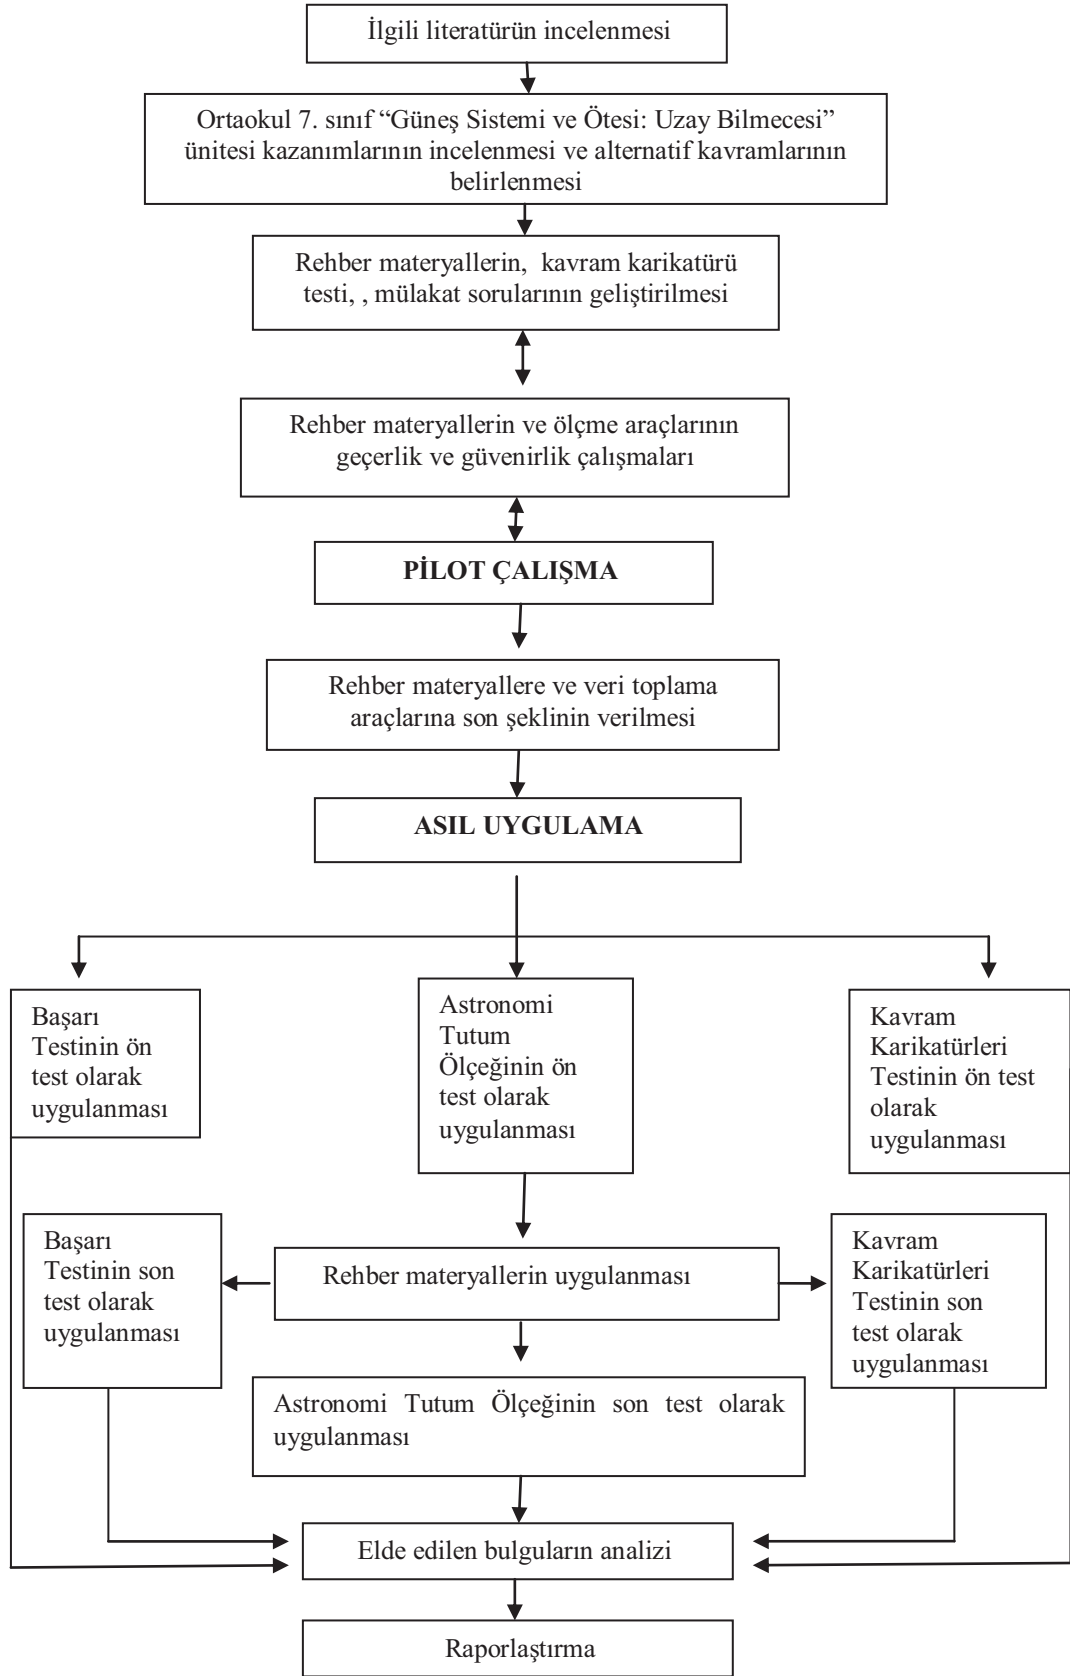 İlgili literatürün incelenmesi
Ortaokul 7. sınıf “Güneş Sistemi ve Ötesi: Uzay Bilmecesi”
ünitesi kazanımlarının incelenmesi ve alternatif kavramlarının
belirlenmesi
Rehber materyallerin, kavram karikatürü
testi, , mülakat sorularının geliştirilmesi
Rehber materyallerin ve ölçme araçlarının
geçerlik ve güvenirlik çalışmaları
PİLOT ÇALIŞMA
Rehber materyallere ve veri toplama
araçlarına son şeklinin verilmesi
ASIL UYGULAMA
Başarı
Testinin ön
test olarak
uygulanması
Astronomi
Tutum
Ölçeğinin ön
test olarak
uygulanması
Kavram
Karikatürleri
Testinin ön test
olarak
uygulanması
Başarı
Testinin son
test olarak
uygulanması
Rehber materyallerin uygulanması
Kavram
Karikatürleri
Testinin son
test olarak
uygulanması
Astronomi Tutum Ölçeğinin son test olarak
uygulanması
Elde edilen bulguların analizi
Raporlaştırma